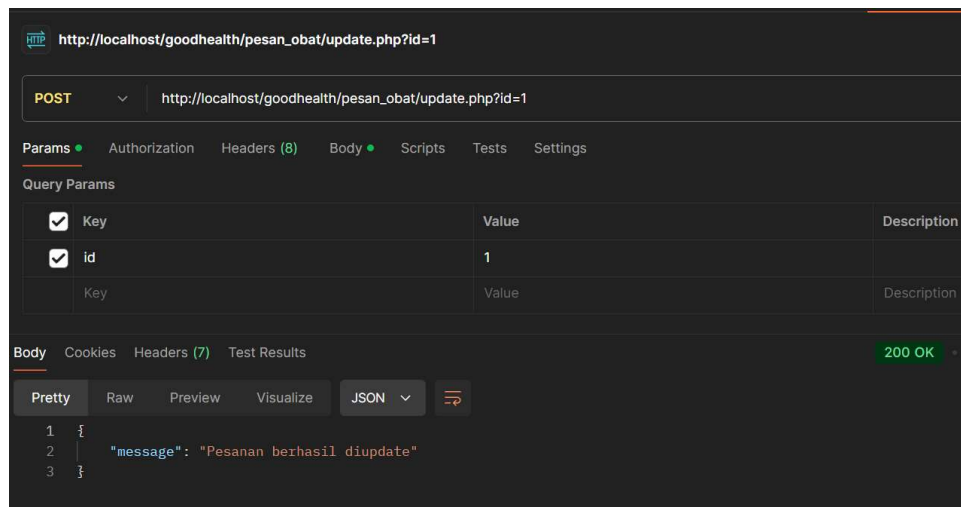 HTTP http://localhost/goodhealth/pesan_obat/update.php?id=1
POST http://localhost/goodhealth/pesan_obat/update.php?id=1
Params Authorization Headers (8) Body Scripts Tests Settings
Query Params
Key Value Description
id 1
Key Value Description
Body Cookies Headers (7) Test Results 200 OK
Pretty Raw Preview Visualize JSON
1 {
2 "message": "Pesanan berhasil diupdate"
3 }